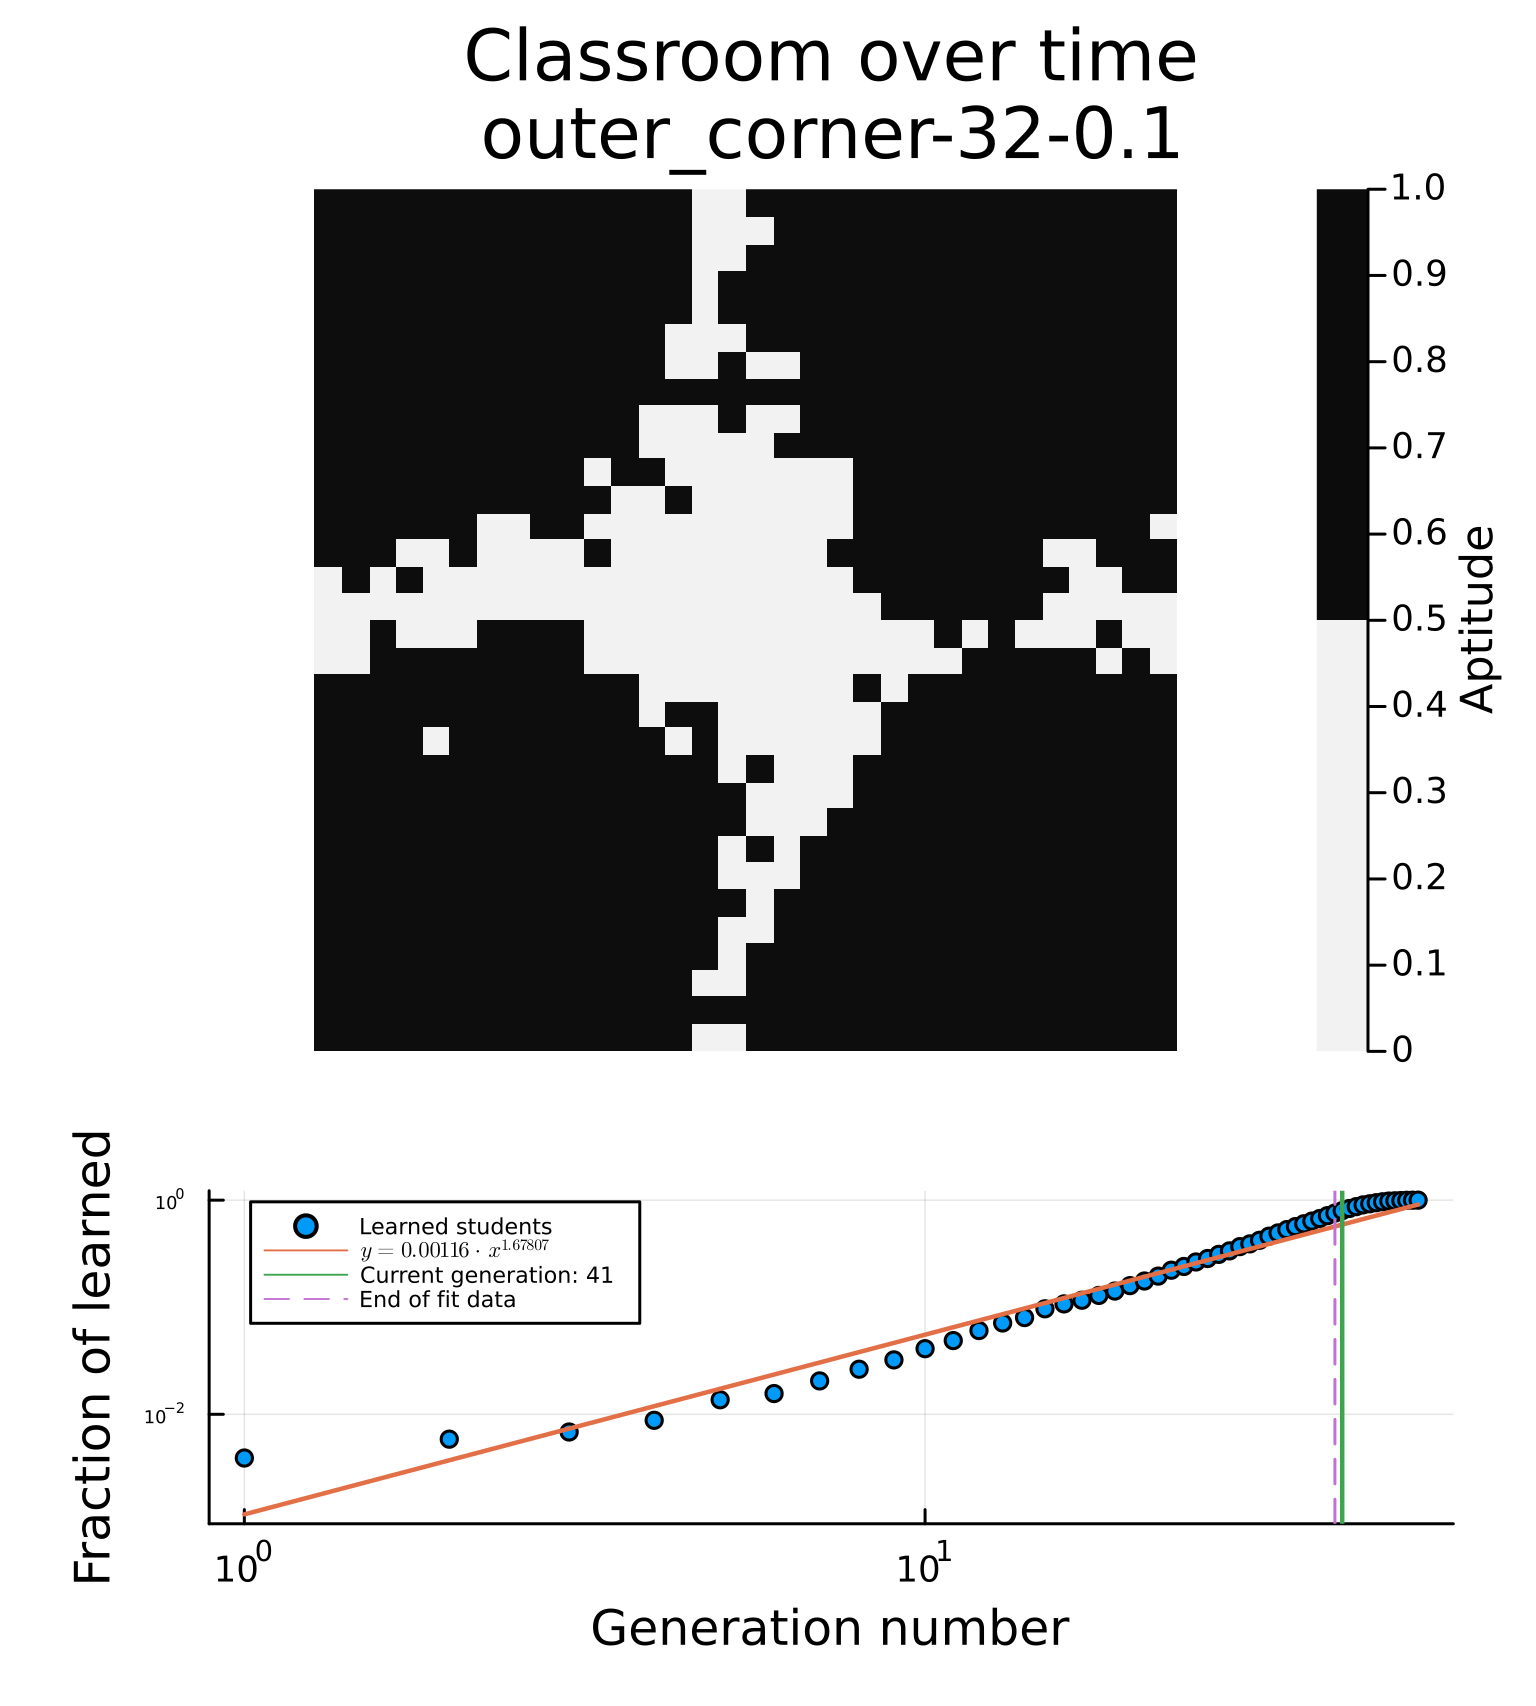 Classroom over time
outer_corner-32-0.1
1.0
0.9
0.8
0.7
0.6
0.5
0.4
0.3
0.2
0.1
0
Aptitude
Fraction of learned
10⁰
10⁻²
Learned students
y = 0.00116 · x^1.67807
Current generation: 41
End of fit data
10⁰
10¹
Generation number